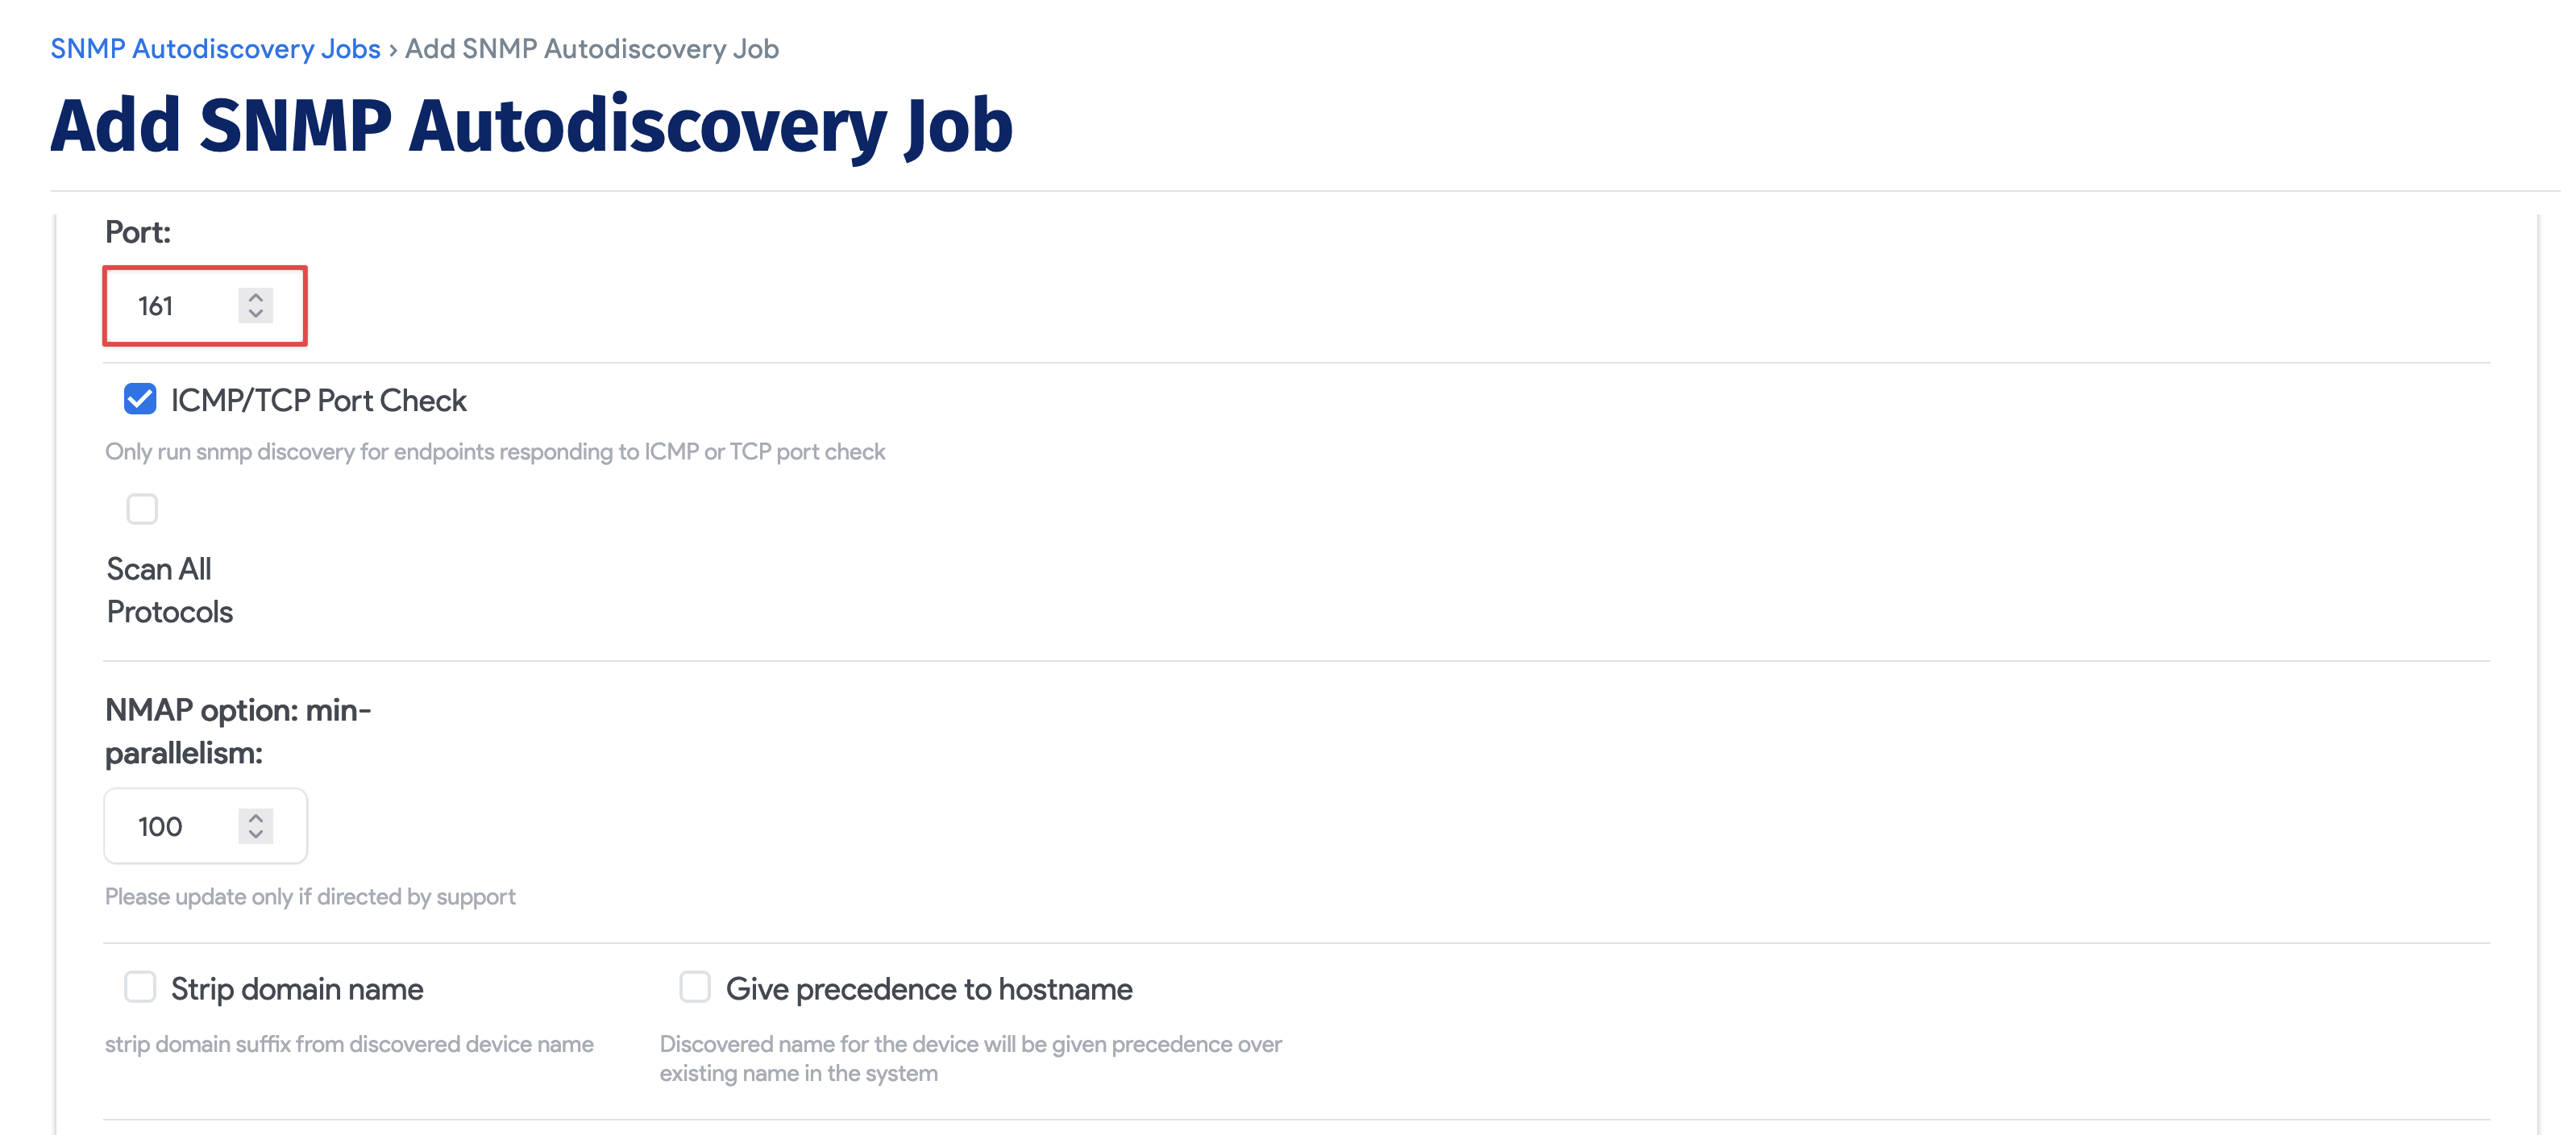 SNMP Autodiscovery Jobs › Add SNMP Autodiscovery Job
Add SNMP Autodiscovery Job
Port:
161
ICMP/TCP Port Check
Only run snmp discovery for endpoints responding to ICMP or TCP port check
Scan All
Protocols
NMAP option: min-
parallelism:
100
Please update only if directed by support
Strip domain name
strip domain suffix from discovered device name
Give precedence to hostname
Discovered name for the device will be given precedence over
existing name in the system